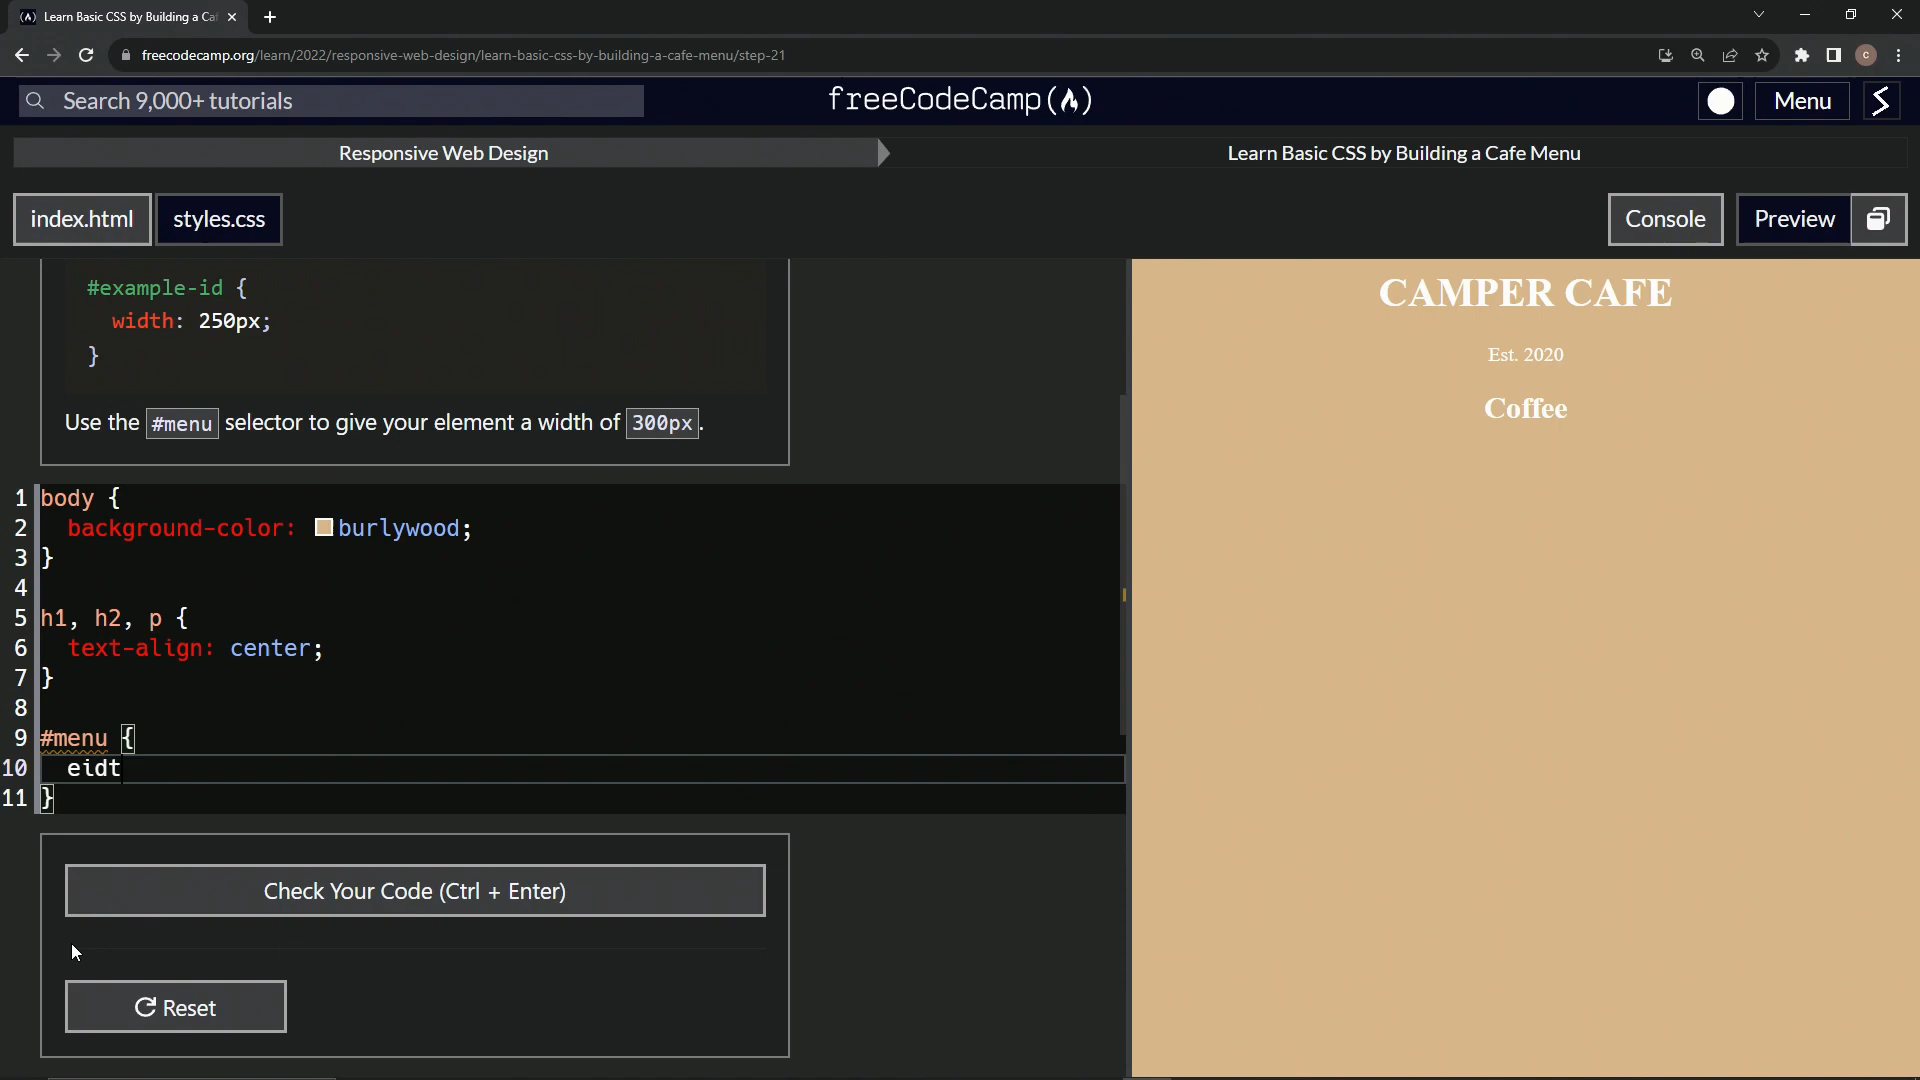 Learn Basic CSS by Building a Caf
freecodecamp.org/learn/2022/responsive-web-design/learn-basic-css-by-building-a-cafe-menu/step-21
C
Search 9,000+ tutorials
freeCodeCamp(🔥)
Menu
Responsive Web Design
Learn Basic CSS by Building a Cafe Menu
index.html
styles.css
Console
Preview
#example-id {
width: 250px;
}
Use the #menu selector to give your element a width of 300px.
1 body {
2 background-color: burlywood;
3 }
4
5 h1, h2, p {
6 text-align: center;
7 }
8
9 #menu {
10 eidt
11 }
Check Your Code (Ctrl + Enter)
Reset
CAMPER CAFE
Est. 2020
Coffee